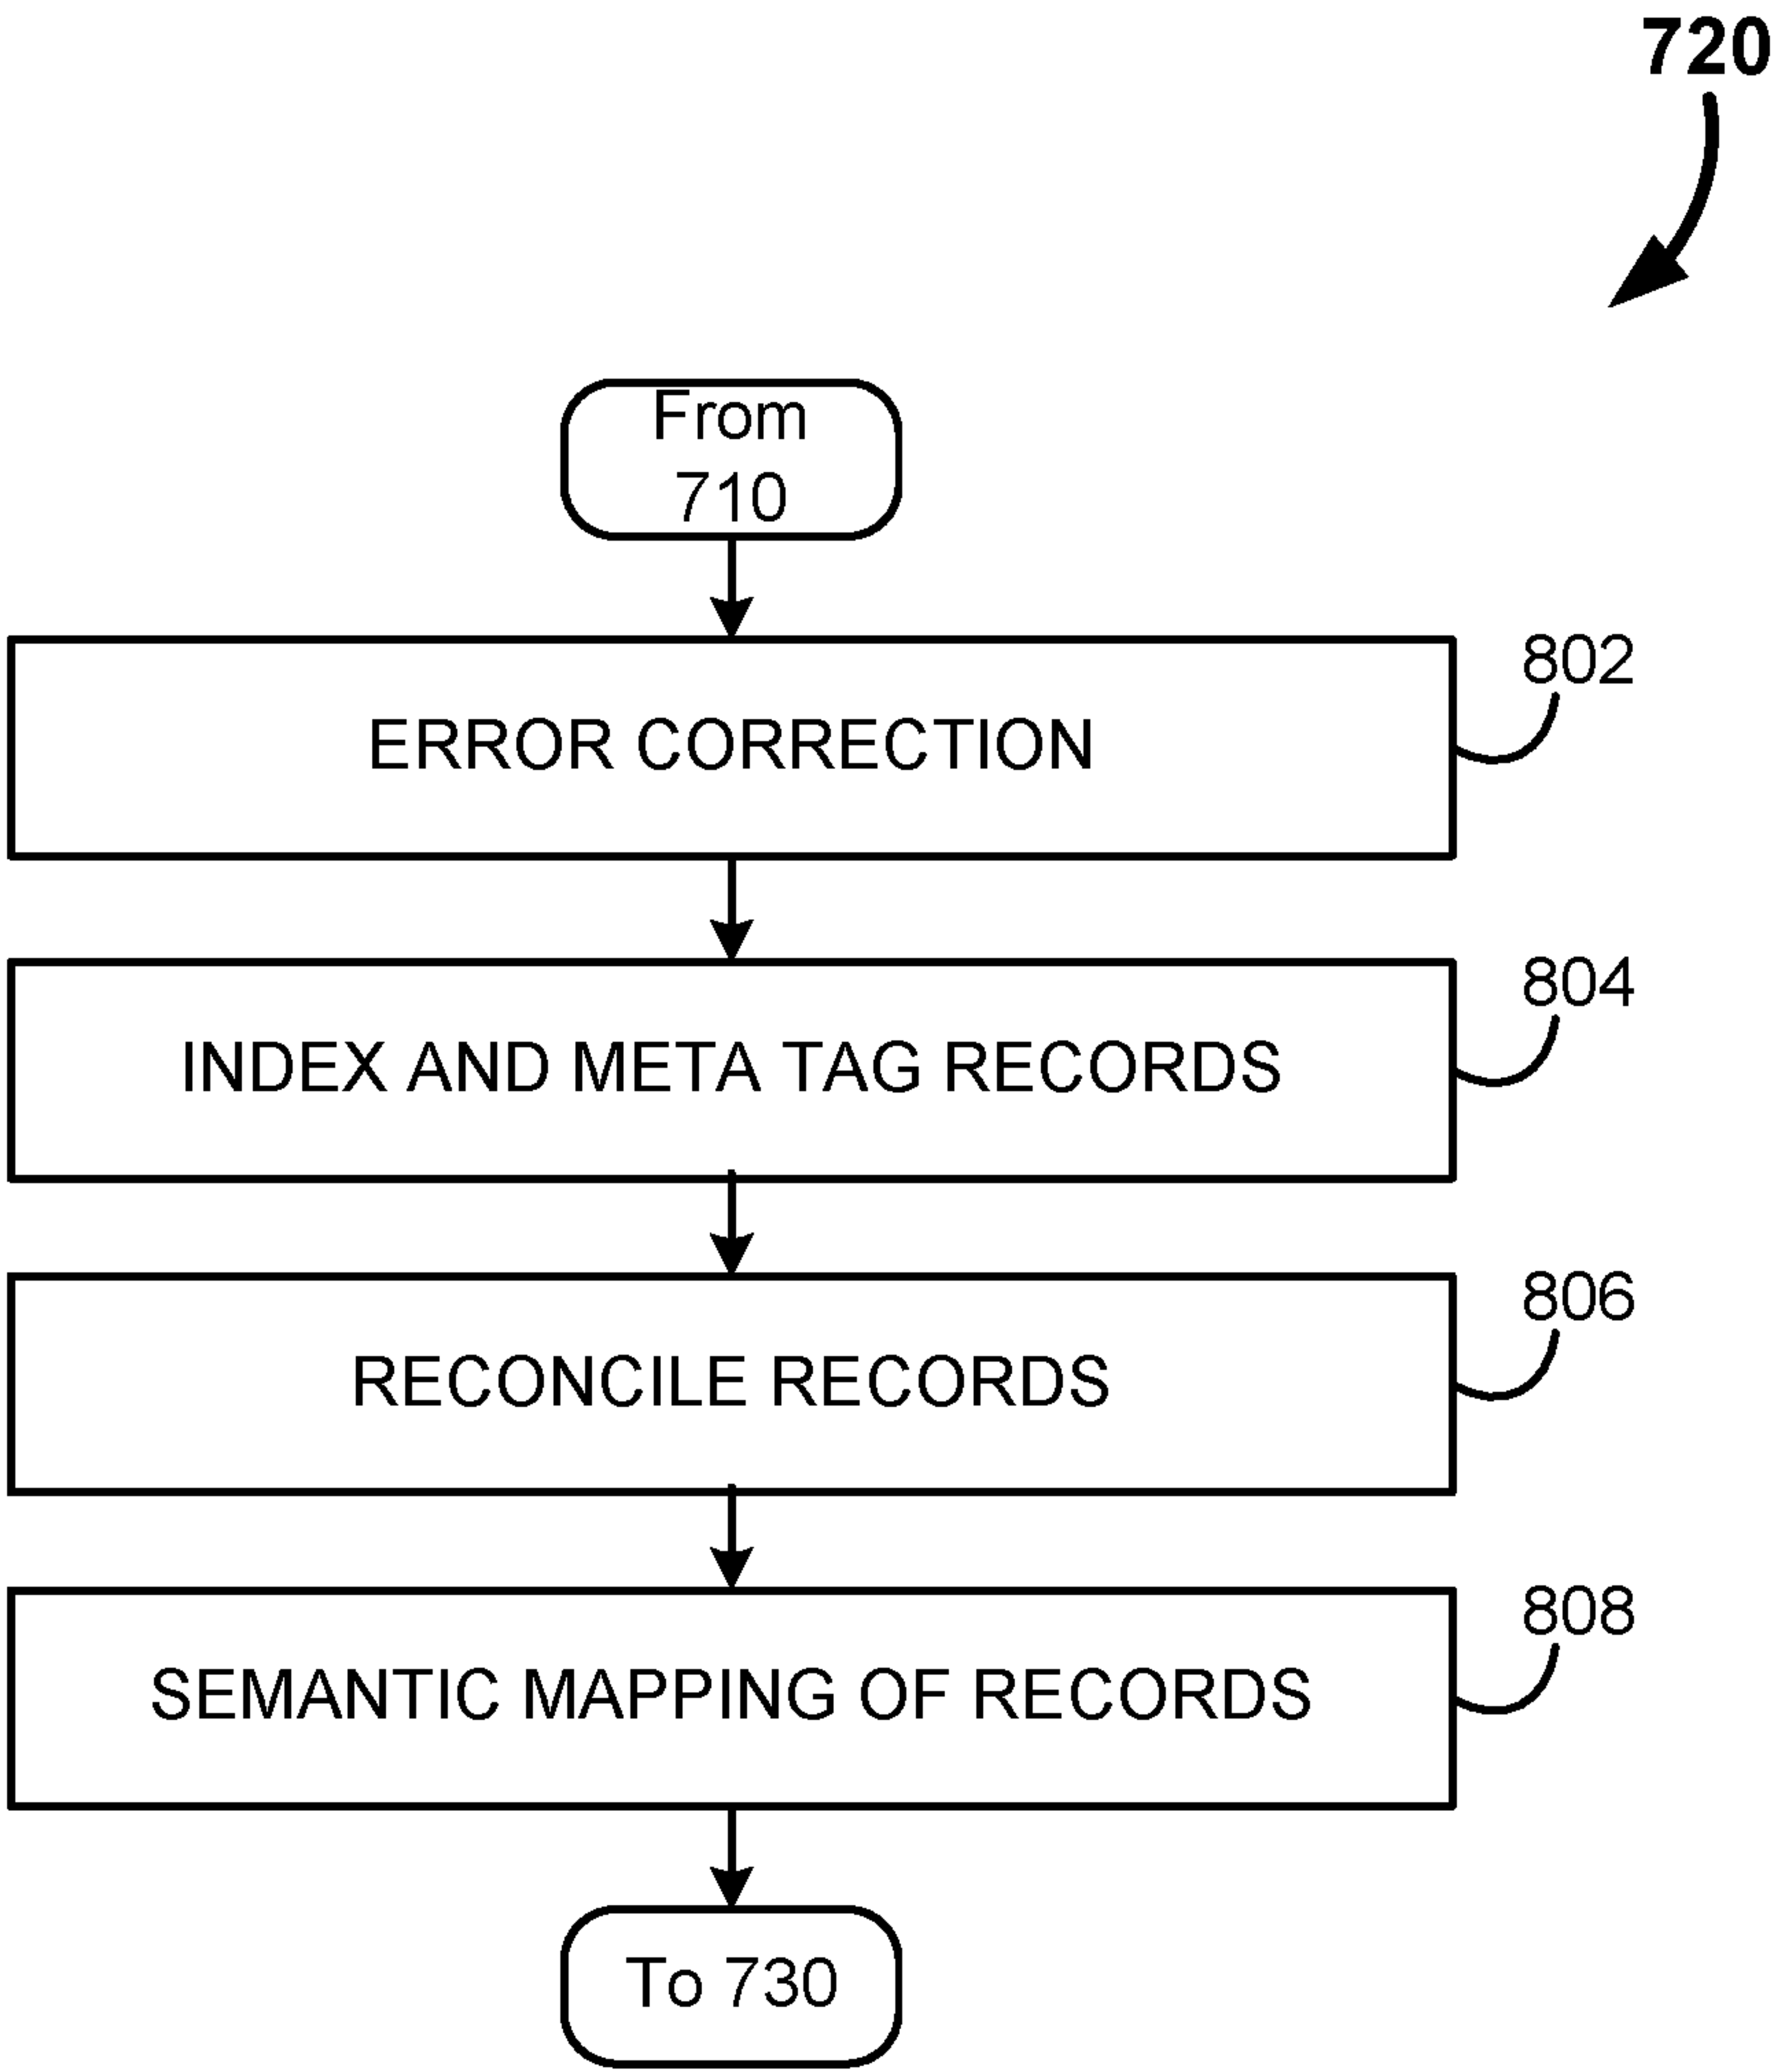 720
From
710
802
ERROR CORRECTION
804
INDEX AND META TAG RECORDS
806
RECONCILE RECORDS
808
SEMANTIC MAPPING OF RECORDS
To 730